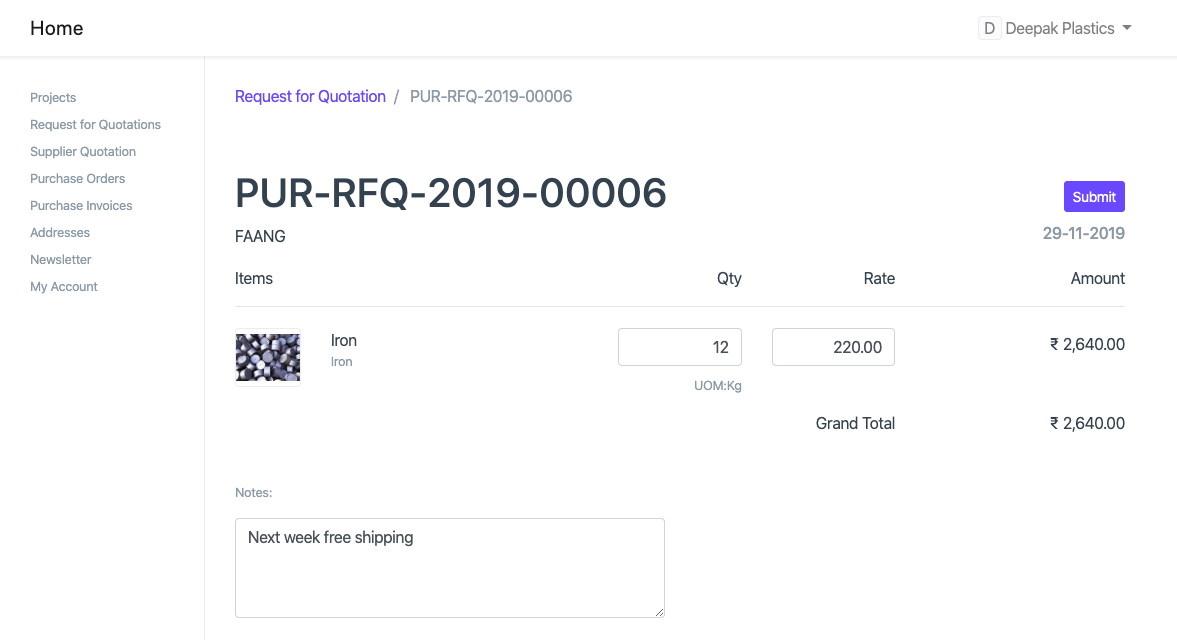 Home
D Deepak Plastics
Projects
Request for Quotations
Supplier Quotation
Purchase Orders
Purchase Invoices
Addresses
Newsletter
My Account
Request for Quotation / PUR-RFQ-2019-00006
PUR-RFQ-2019-00006
Submit
FAANG
29-11-2019
Items Qty Rate Amount
Iron 12 220.00 ₹ 2,640.00
Iron
UOM:Kg
Grand Total ₹ 2,640.00
Notes:
Next week free shipping